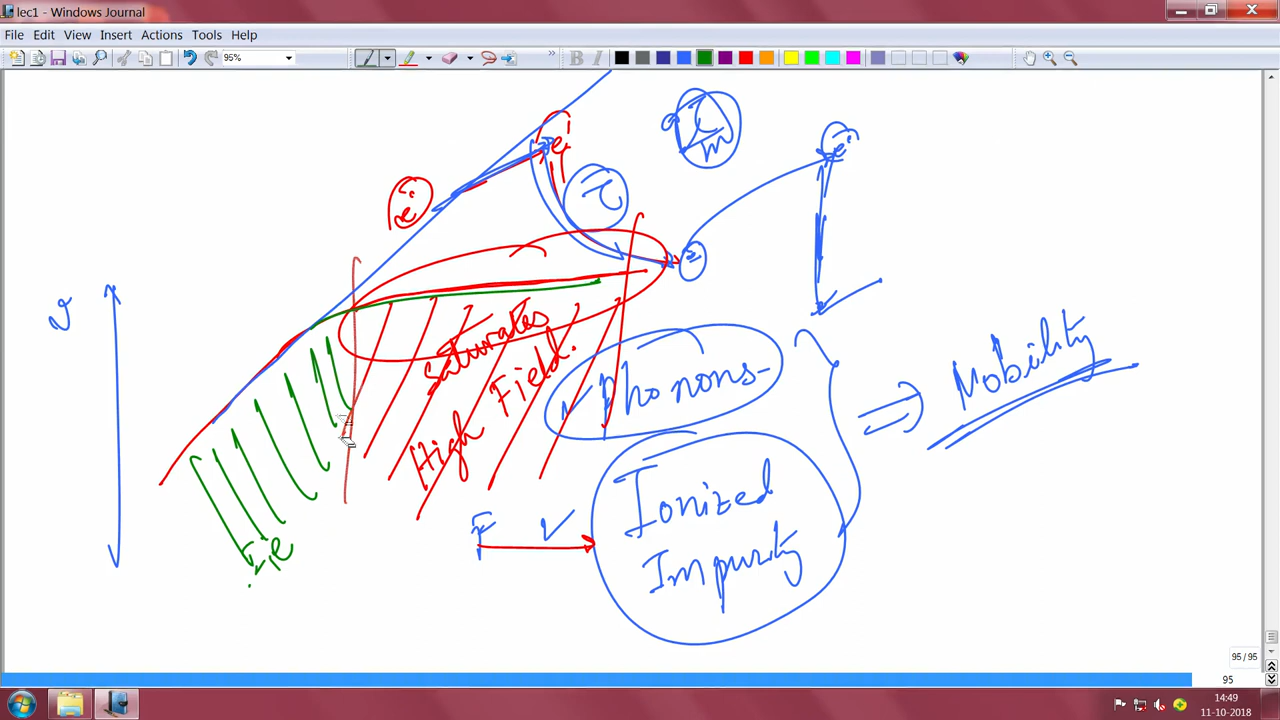 lec1 - Windows Journal
File Edit View Insert Actions Tools Help
95%
B I
e
e
τ
m
e
v
Saturates
High Field.
Phonons-
⇒ Mobility
Ionized
Impurity
F
95 / 95
95
14:49
11-10-2018